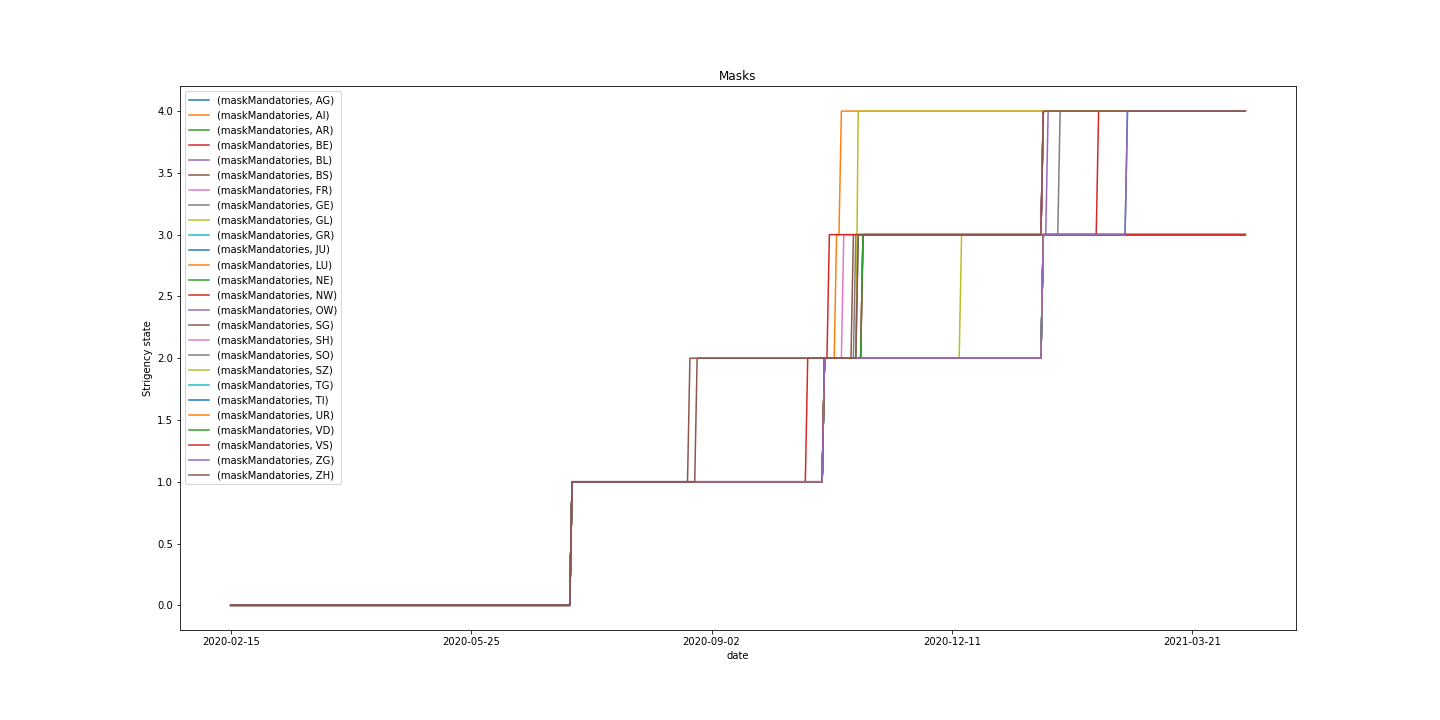 Masks
4.0
3.5
3.0
2.5
2.0
1.5
1.0
0.5
0.0
Strigency state
(maskMandatories, AG)
(maskMandatories, AI)
(maskMandatories, AR)
(maskMandatories, BE)
(maskMandatories, BL)
(maskMandatories, BS)
(maskMandatories, FR)
(maskMandatories, GE)
(maskMandatories, GL)
(maskMandatories, GR)
(maskMandatories, JU)
(maskMandatories, LU)
(maskMandatories, NE)
(maskMandatories, NW)
(maskMandatories, OW)
(maskMandatories, SG)
(maskMandatories, SH)
(maskMandatories, SO)
(maskMandatories, SZ)
(maskMandatories, TG)
(maskMandatories, TI)
(maskMandatories, UR)
(maskMandatories, VD)
(maskMandatories, VS)
(maskMandatories, ZG)
(maskMandatories, ZH)
2020-02-15 2020-05-25 2020-09-02 2020-12-11 2021-03-21
date